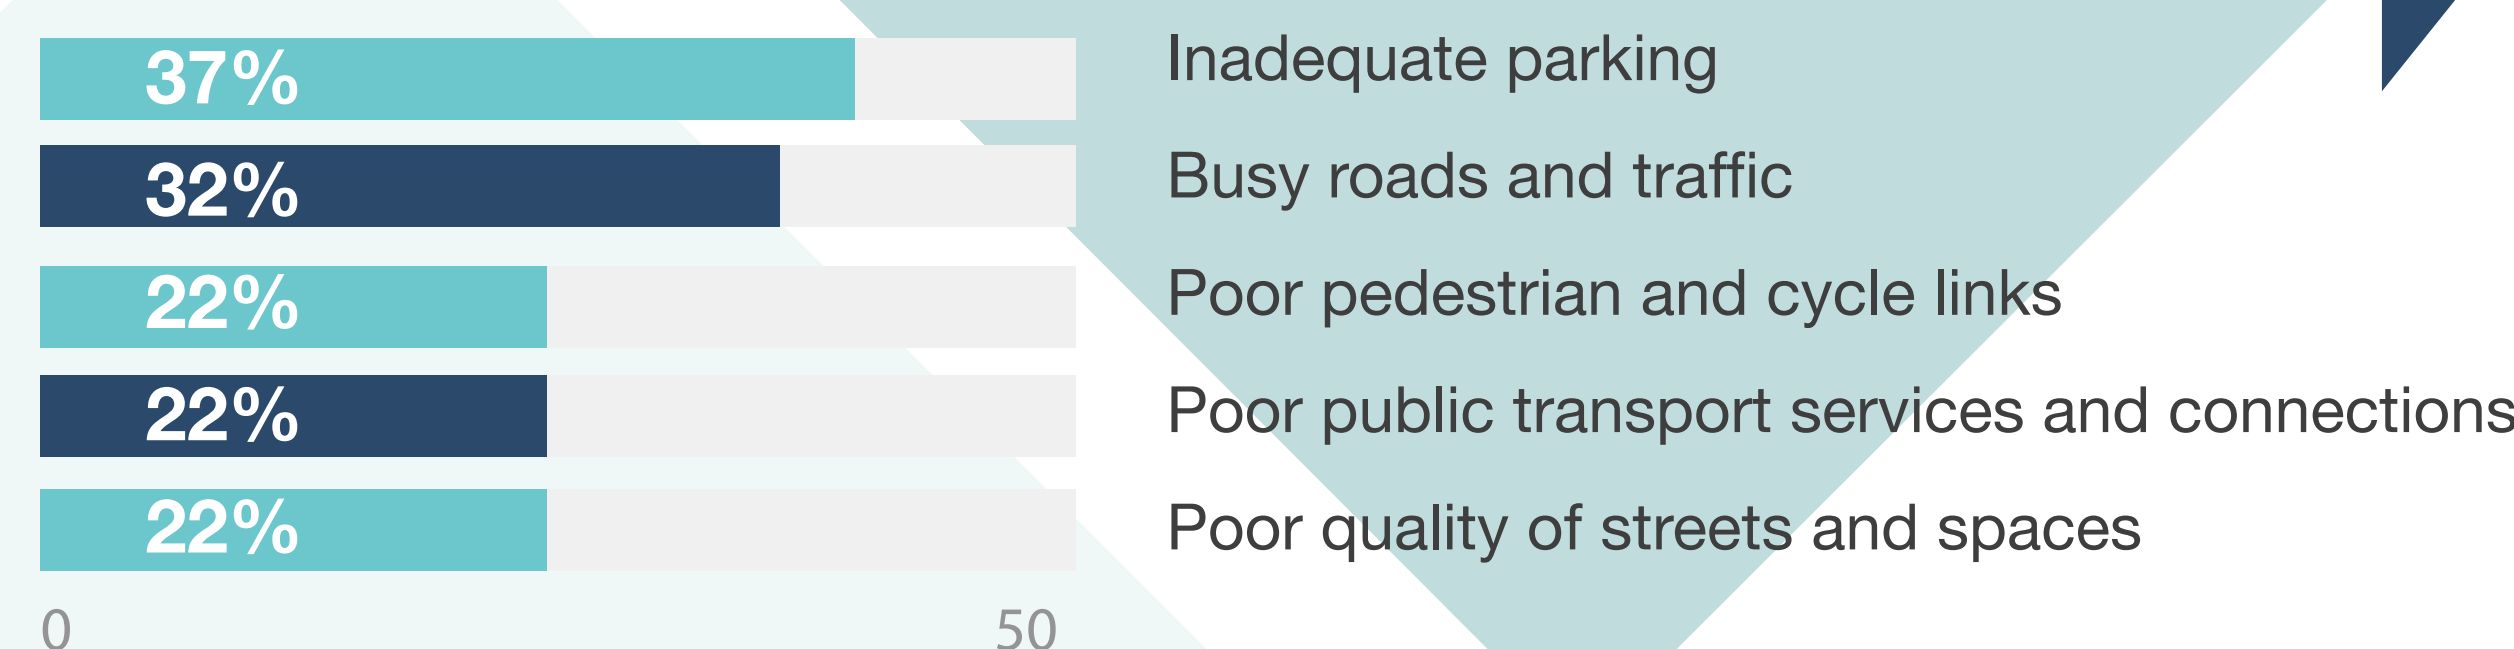 37% Inadequate parking
32% Busy roads and traffic
22% Poor pedestrian and cycle links
22% Poor public transport services and connections
22% Poor quality of streets and spaces
0 50